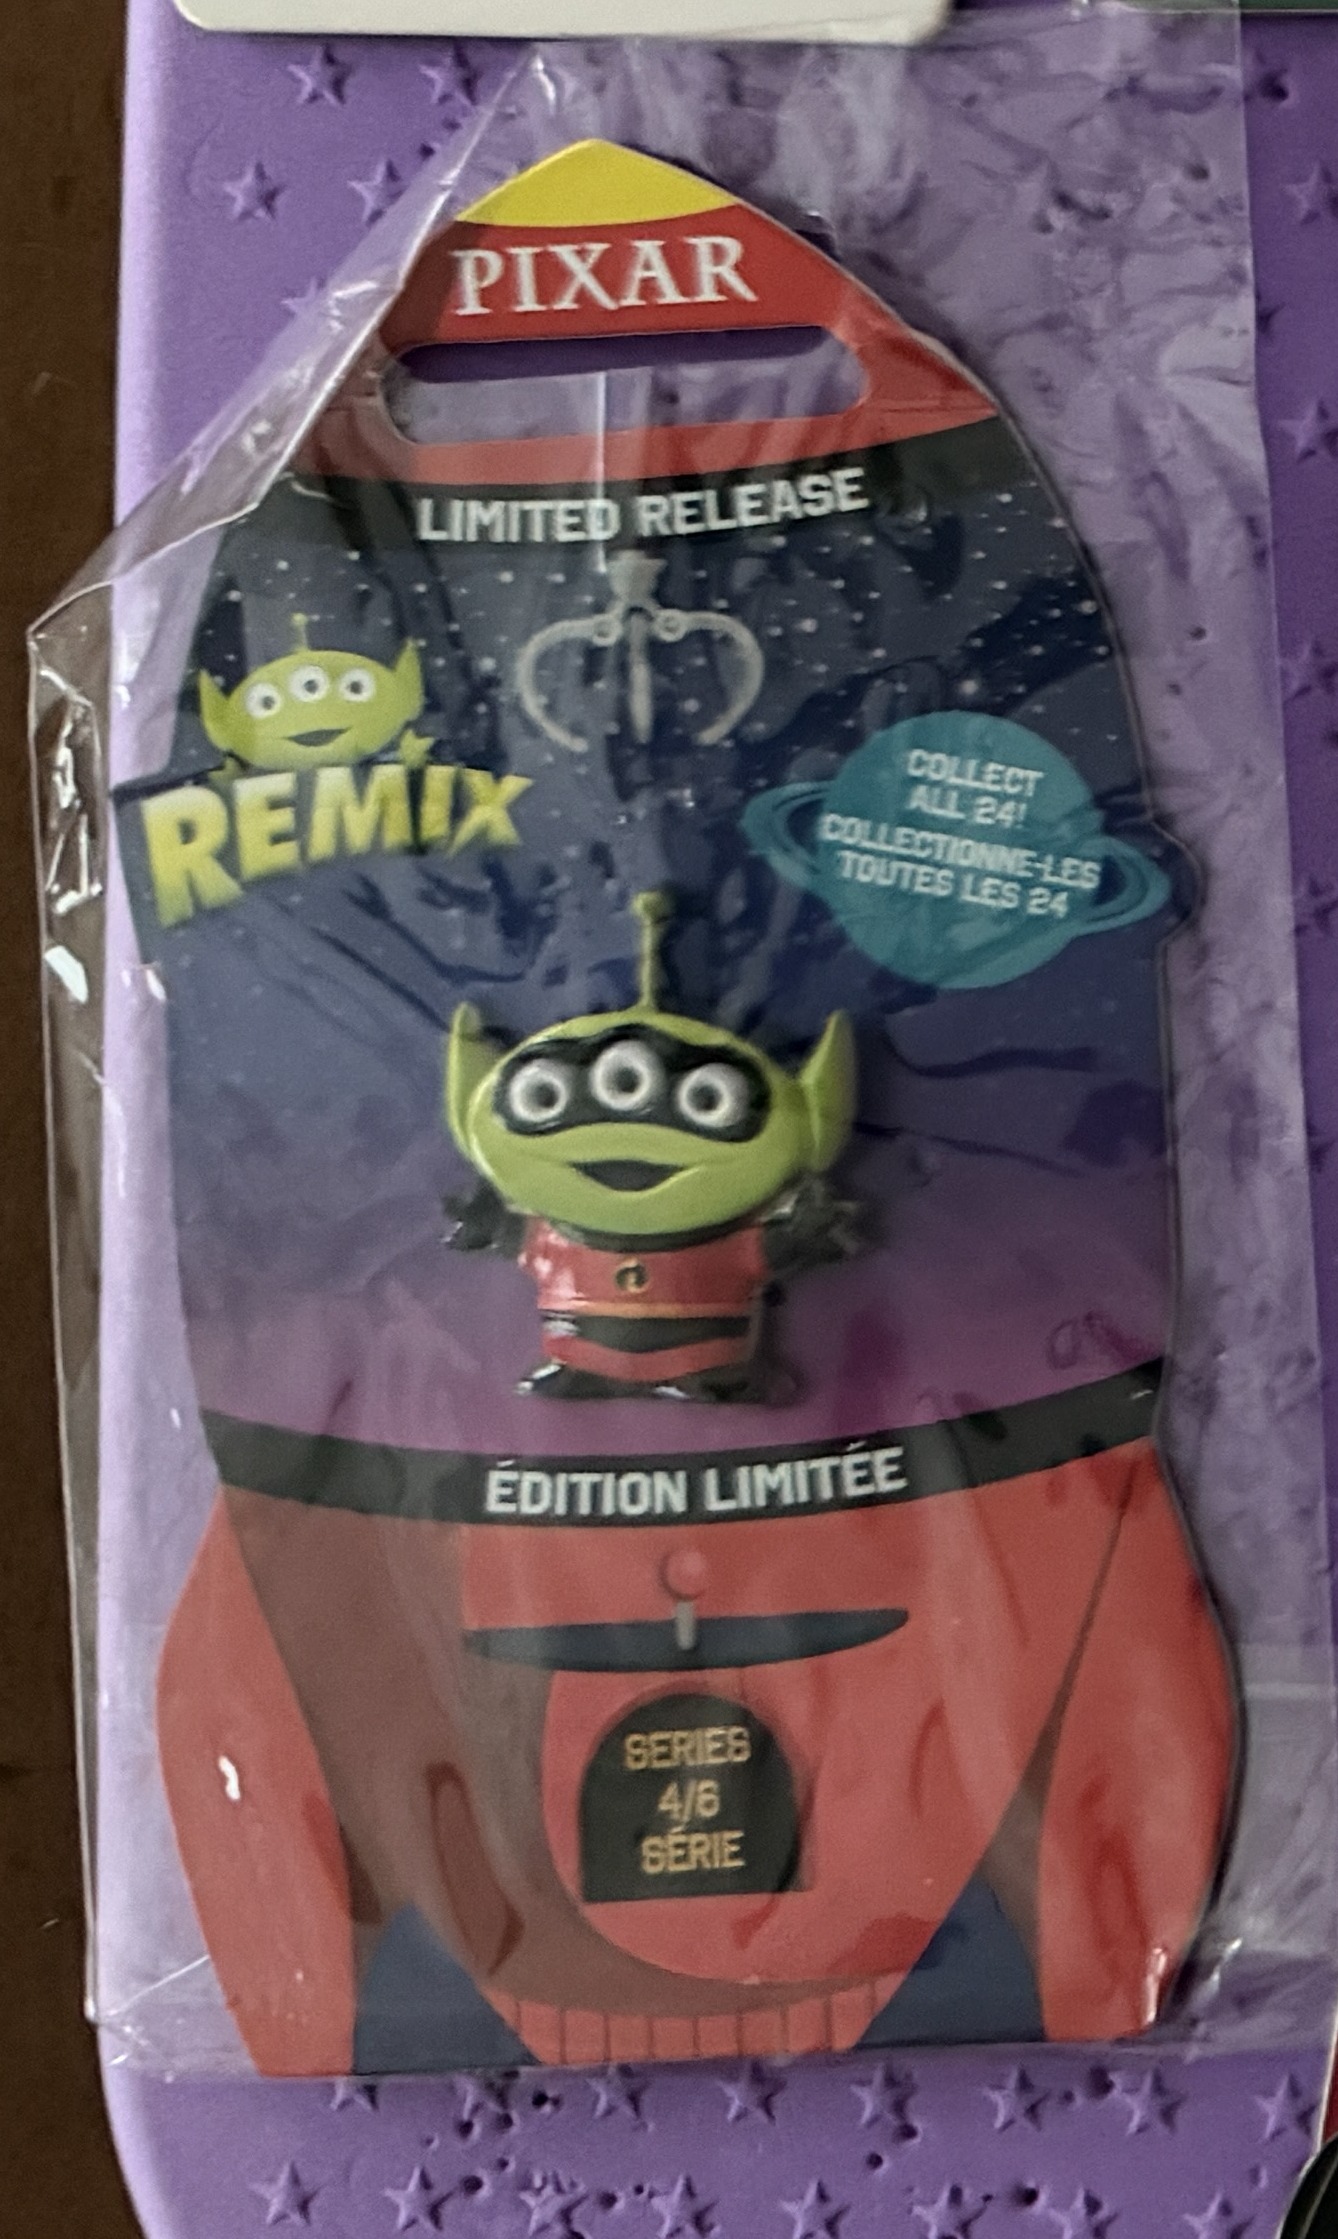 PIXAR
LIMITED RELEASE
REMIX
COLLECT
ALL 24!
COLLECTIONNE-LES
TOUTES LES 24
ÉDITION LIMITÉE
SERIES
4/6
SÉRIE